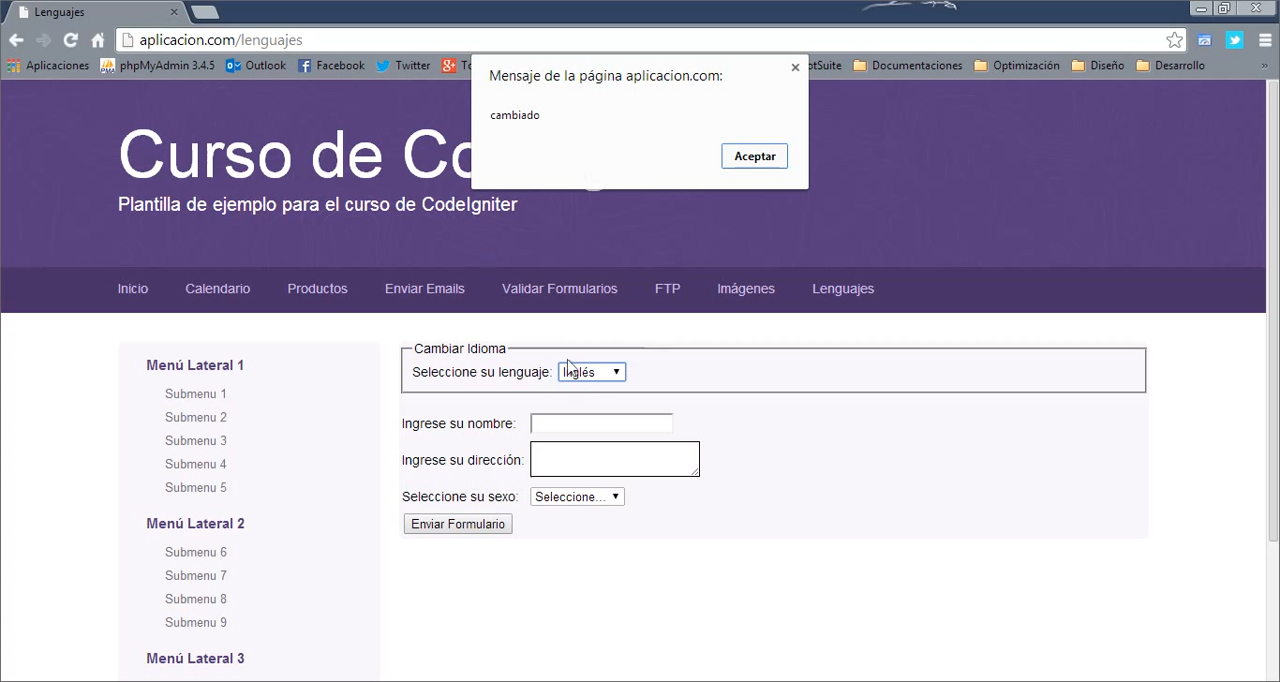 Lenguajes
aplicacion.com/lenguajes
Aplicaciones phpMyAdmin 3.4.5 Outlook Facebook Twitter Documentaciones Optimización Diseño Desarrollo »
Mensaje de la página aplicacion.com:
cambiado
Aceptar
Curso de
Plantilla de ejemplo para el curso de CodeIgniter
Inicio Calendario Productos Enviar Emails Validar Formularios FTP Imágenes Lenguajes
Menú Lateral 1
Submenu 1
Submenu 2
Submenu 3
Submenu 4
Submenu 5
Menú Lateral 2
Submenu 6
Submenu 7
Submenu 8
Submenu 9
Menú Lateral 3
Cambiar Idioma
Seleccione su lenguaje: Inglés
Ingrese su nombre:
Ingrese su dirección:
Seleccione su sexo: Seleccione...
Enviar Formulario